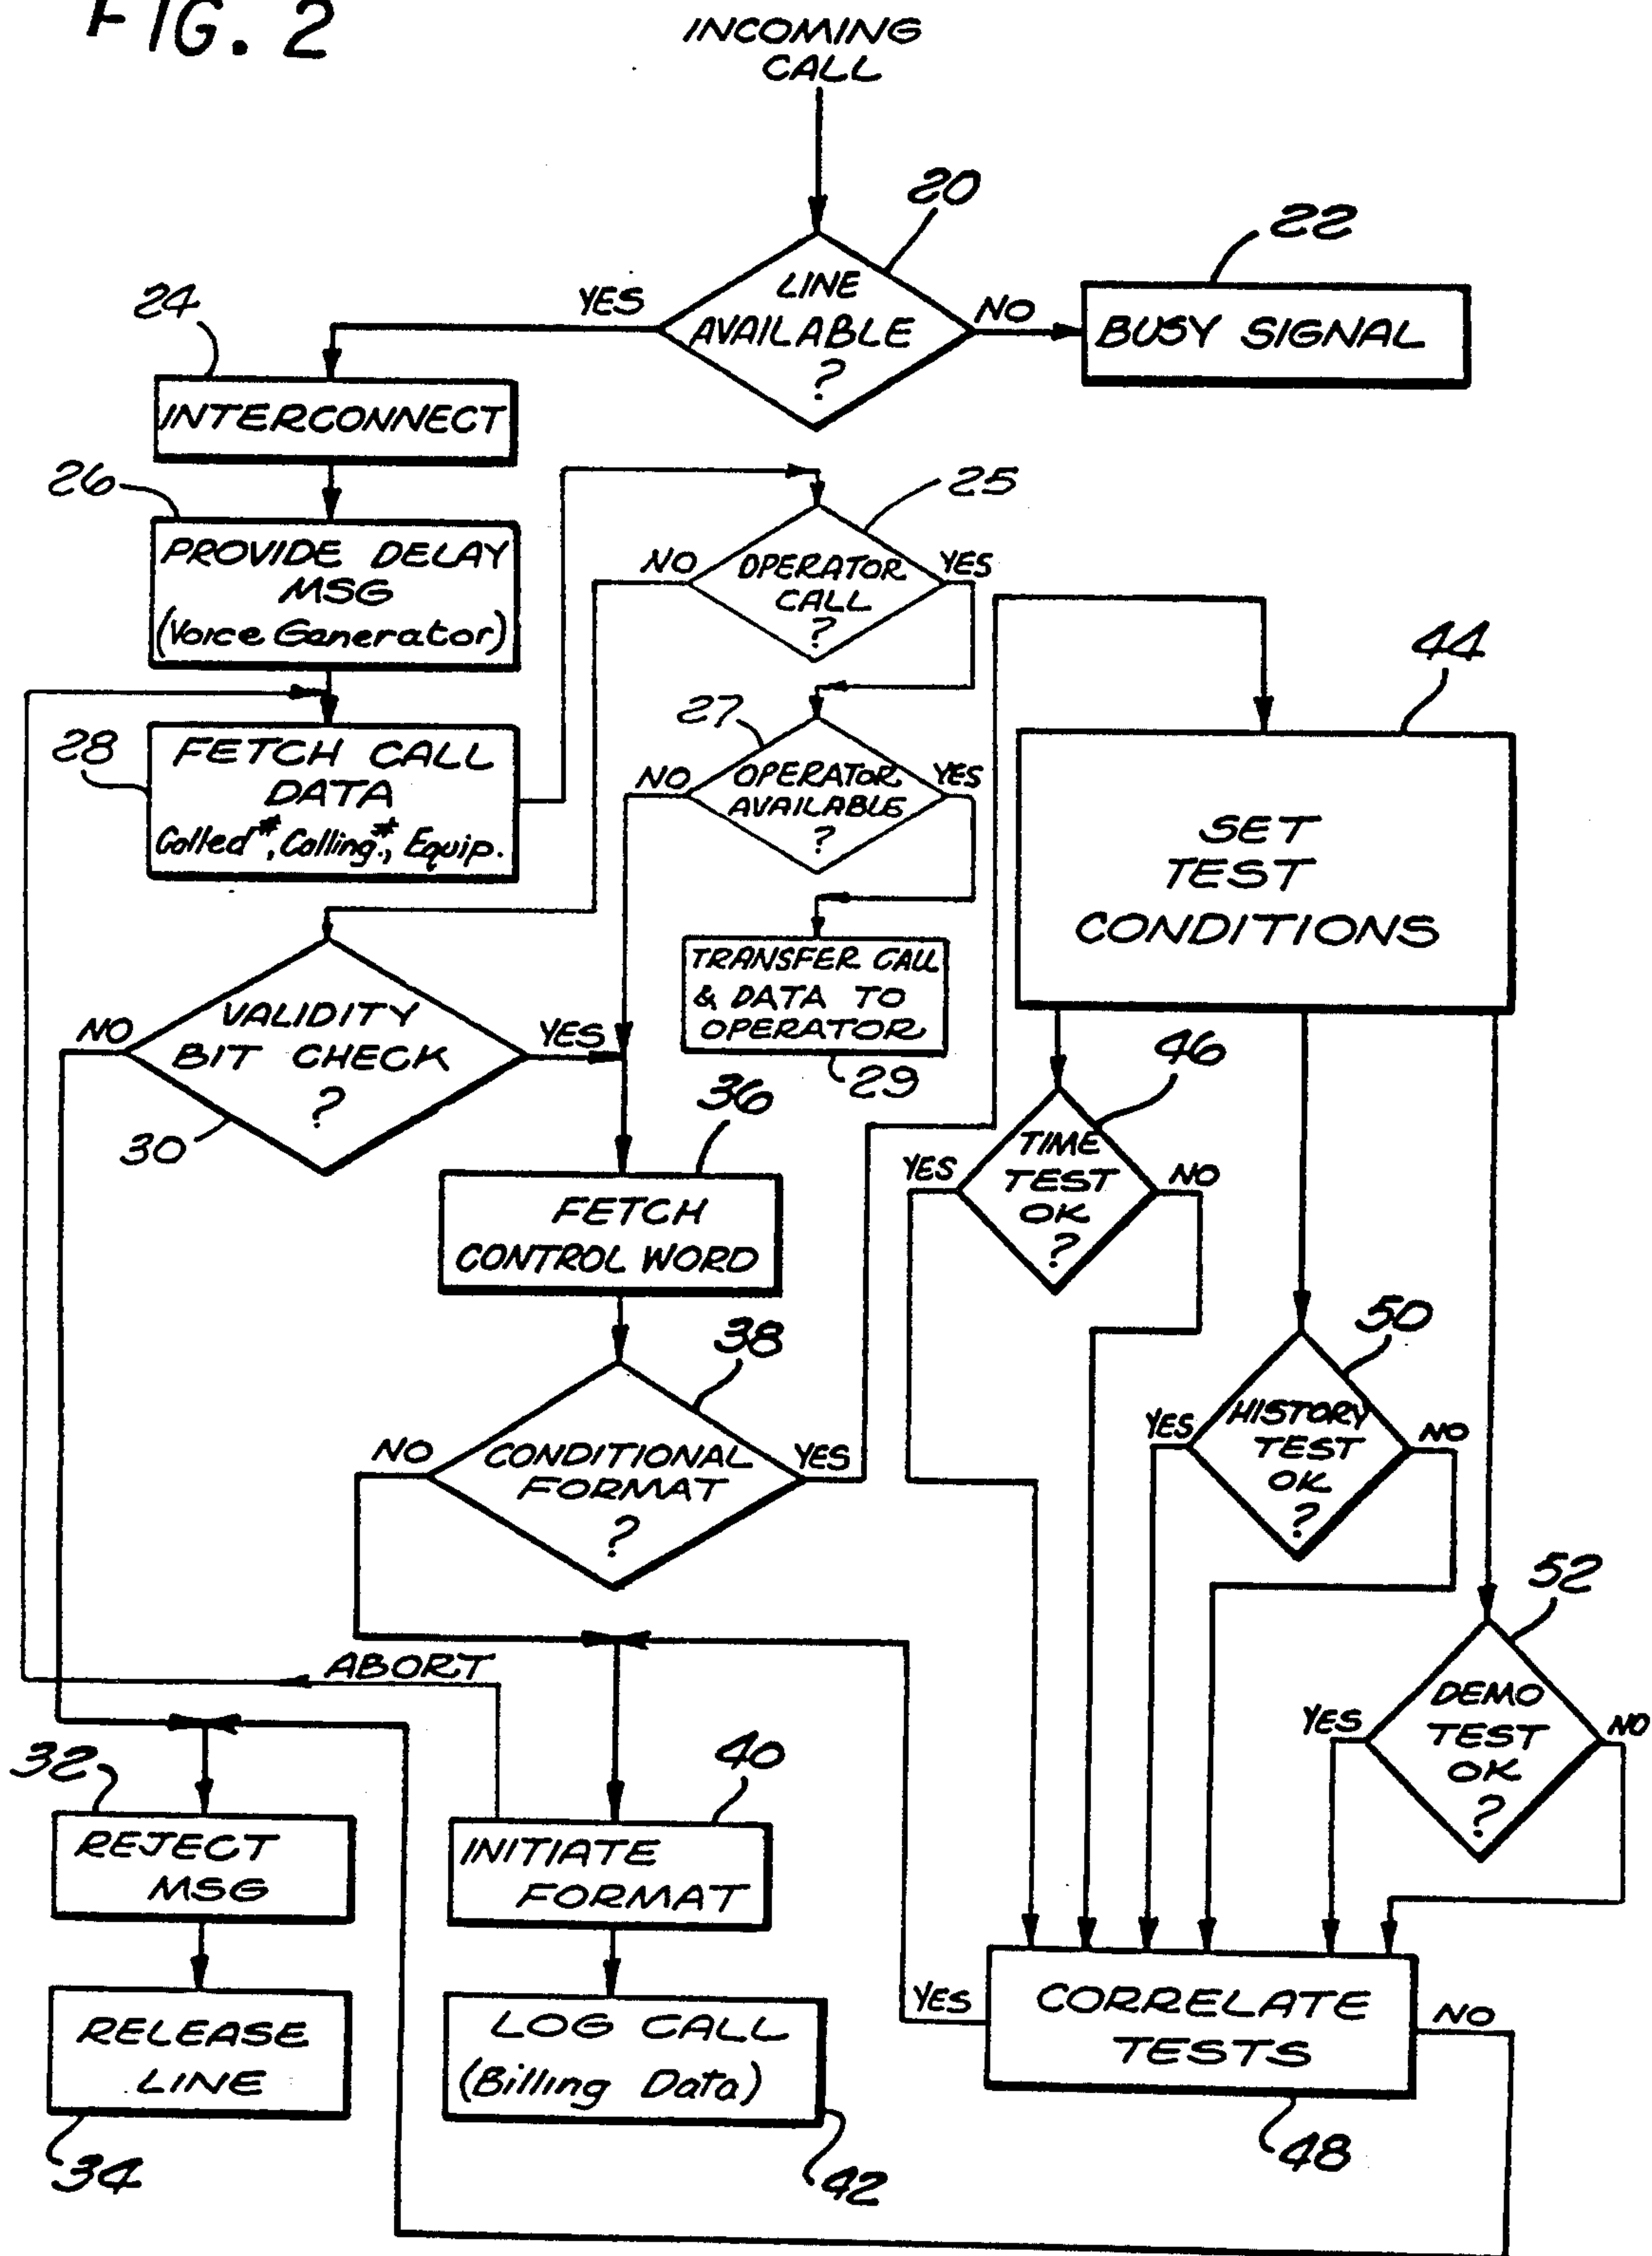 FIG. 2
INCOMING
CALL
20
LINE
AVAILABLE
?
YES
NO
22
BUSY SIGNAL
24
INTERCONNECT
26
PROVIDE DELAY
MSG
(Voice Generator)
25
OPERATOR
CALL
?
NO
YES
28
FETCH CALL
DATA
Called#, Calling#, Equip.
27
OPERATOR
AVAILABLE
?
NO
YES
44
SET
TEST
CONDITIONS
TRANSFER CALL
& DATA TO
OPERATOR
29
VALIDITY
BIT CHECK
?
NO
YES
30
36
FETCH
CONTROL WORD
46
TIME
TEST
OK
?
YES
NO
38
CONDITIONAL
FORMAT
?
NO
YES
50
HISTORY
TEST
OK
?
YES
NO
52
DEMO
TEST
OK
?
YES
NO
ABORT
32
REJECT
MSG
40
INITIATE
FORMAT
RELEASE
LINE
34
LOG CALL
(Billing Data)
42
YES
CORRELATE
TESTS
NO
48